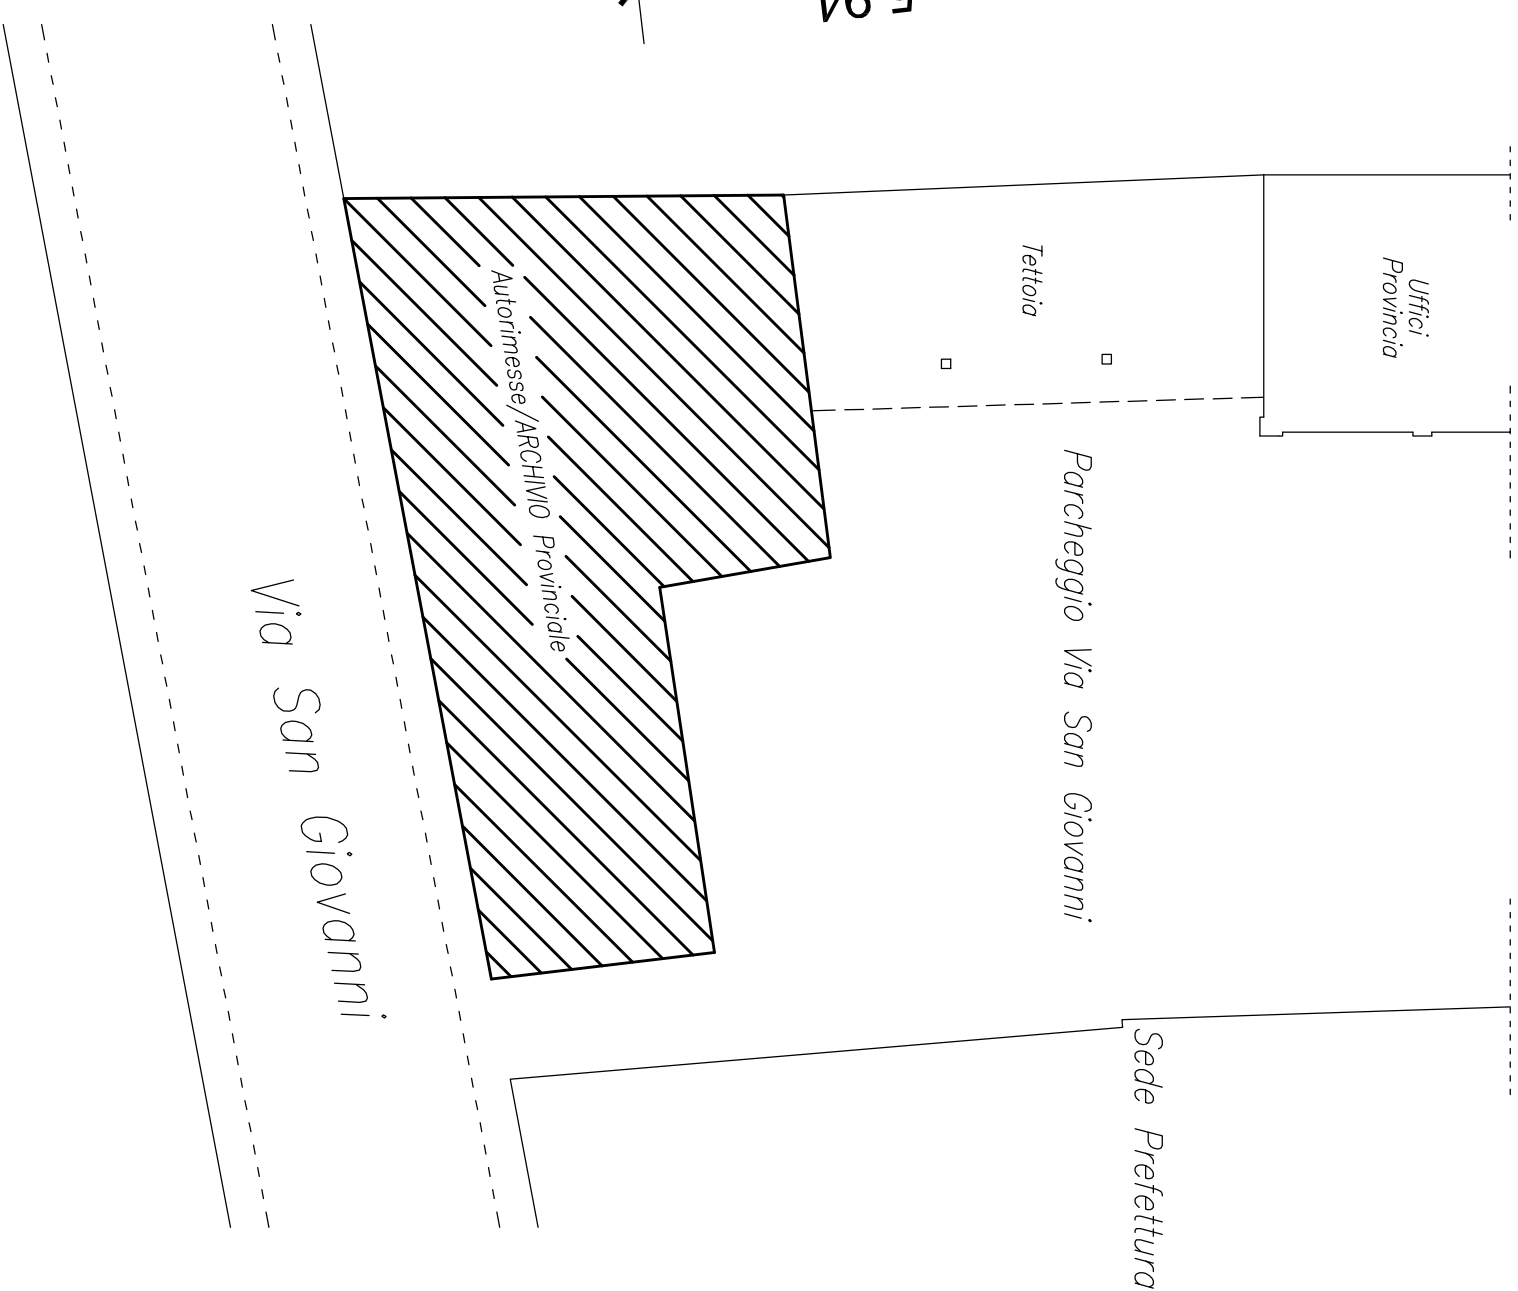 Uffici
Provincia
Tettoia
Sede Prefettura
Parcheggio Via San Giovanni
Autorimesse/ARCHIVIO Provinciale
Via San Giovanni